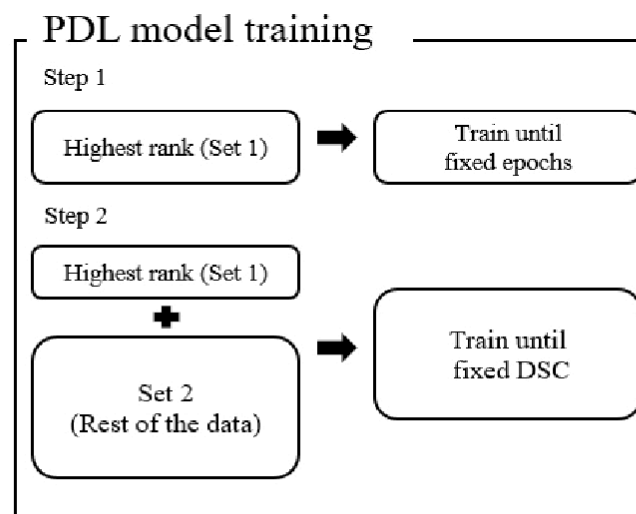 PDL model training
Step 1
Highest rank (Set 1)
Train until
fixed epochs
Step 2
Highest rank (Set 1)
Set 2
(Rest of the data)
Train until
fixed DSC